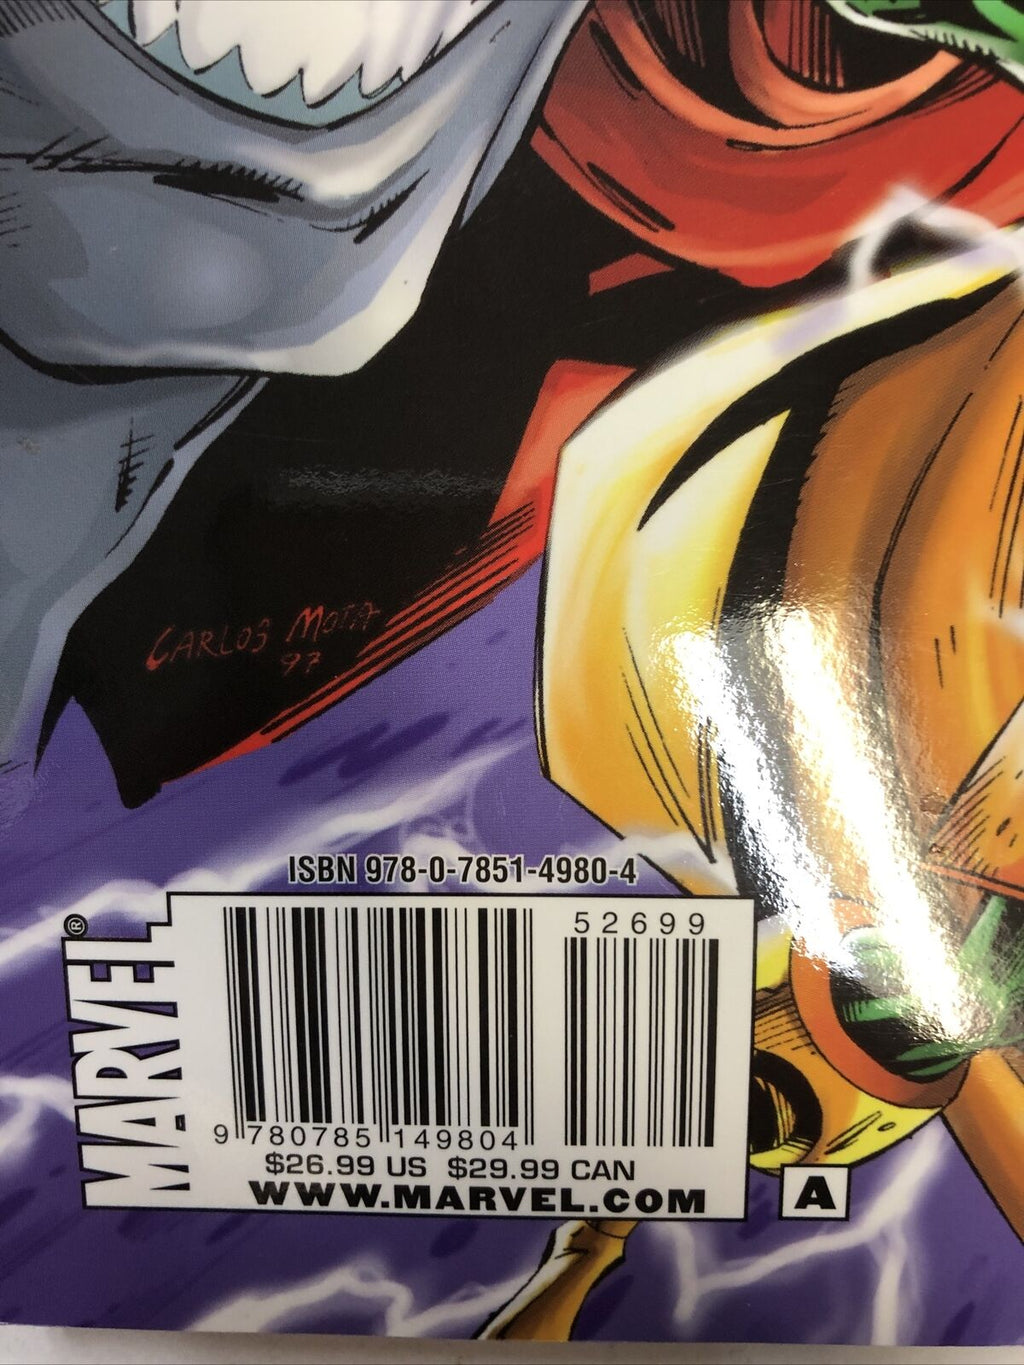 CARLOS MOTA
97
ISBN 978-0-7851-4980-4
MARVEL®
52699
9 780785 149804
$26.99 US $29.99 CAN
WWW.MARVEL.COM
A